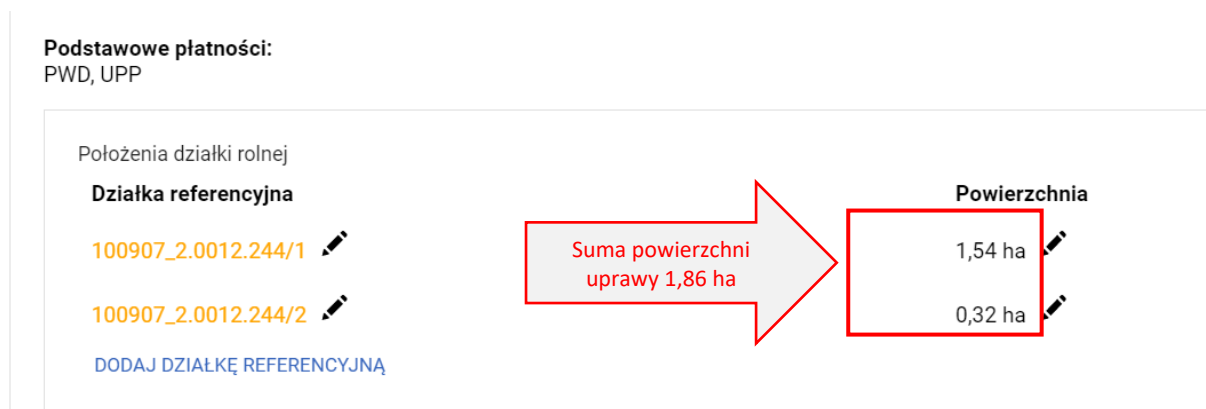 Podstawowe płatności:
PWD, UPP
Położenia działki rolnej
Działka referencyjna
Powierzchnia
100907_2.0012.244/1
Suma powierzchni
uprawy 1,86 ha
1,54 ha
100907_2.0012.244/2
0,32 ha
DODAJ DZIAŁKĘ REFERENCYJNĄ